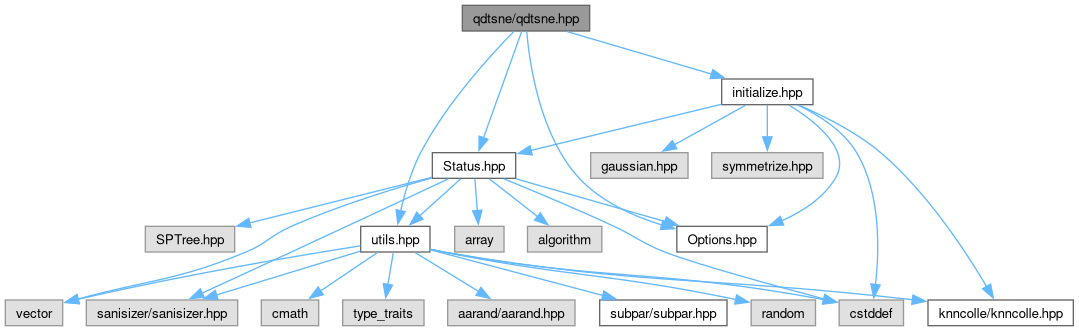 qdtsne/qdtsne.hpp
initialize.hpp
Status.hpp
gaussian.hpp
symmetrize.hpp
SPTree.hpp
utils.hpp
array
algorithm
Options.hpp
vector
sanisizer/sanisizer.hpp
cmath
type_traits
aarand/aarand.hpp
subpar/subpar.hpp
random
cstddef
knncolle/knncolle.hpp